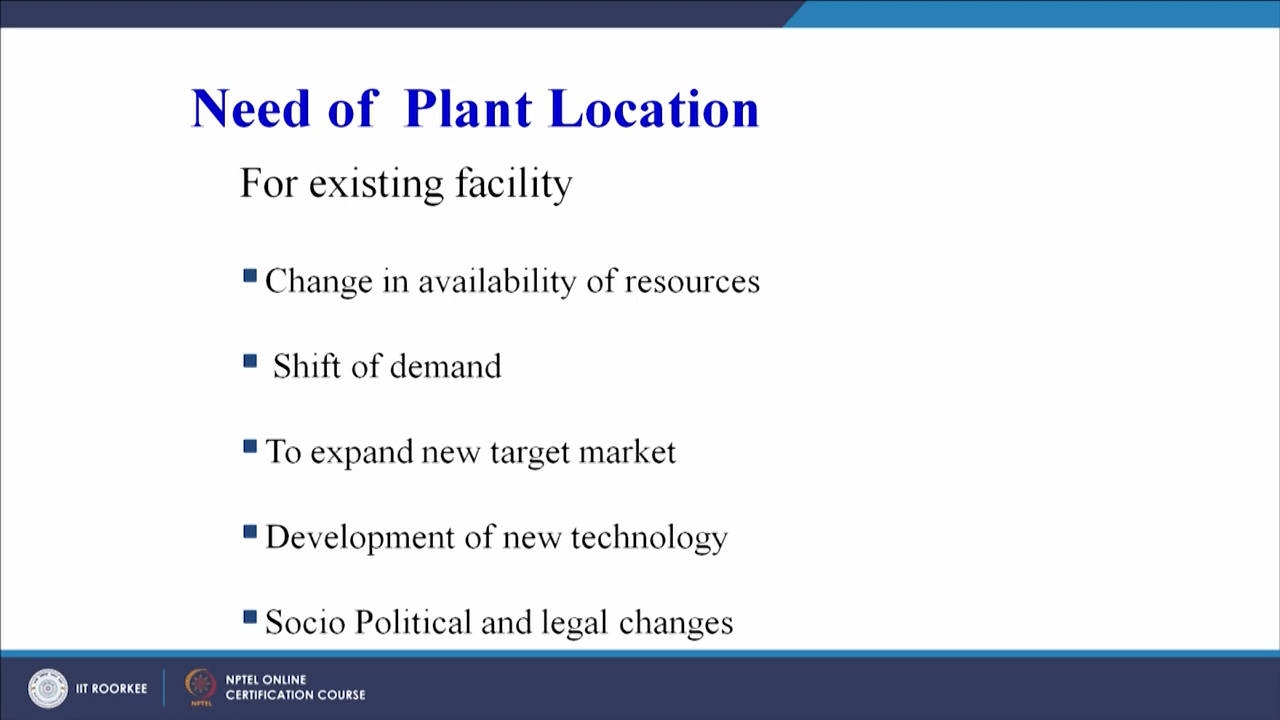 Need of Plant Location
For existing facility
Change in availability of resources
Shift of demand
To expand new target market
Development of new technology
Socio Political and legal changes
IIT ROORKEE
NPTEL ONLINE
CERTIFICATION COURSE
NPTEL